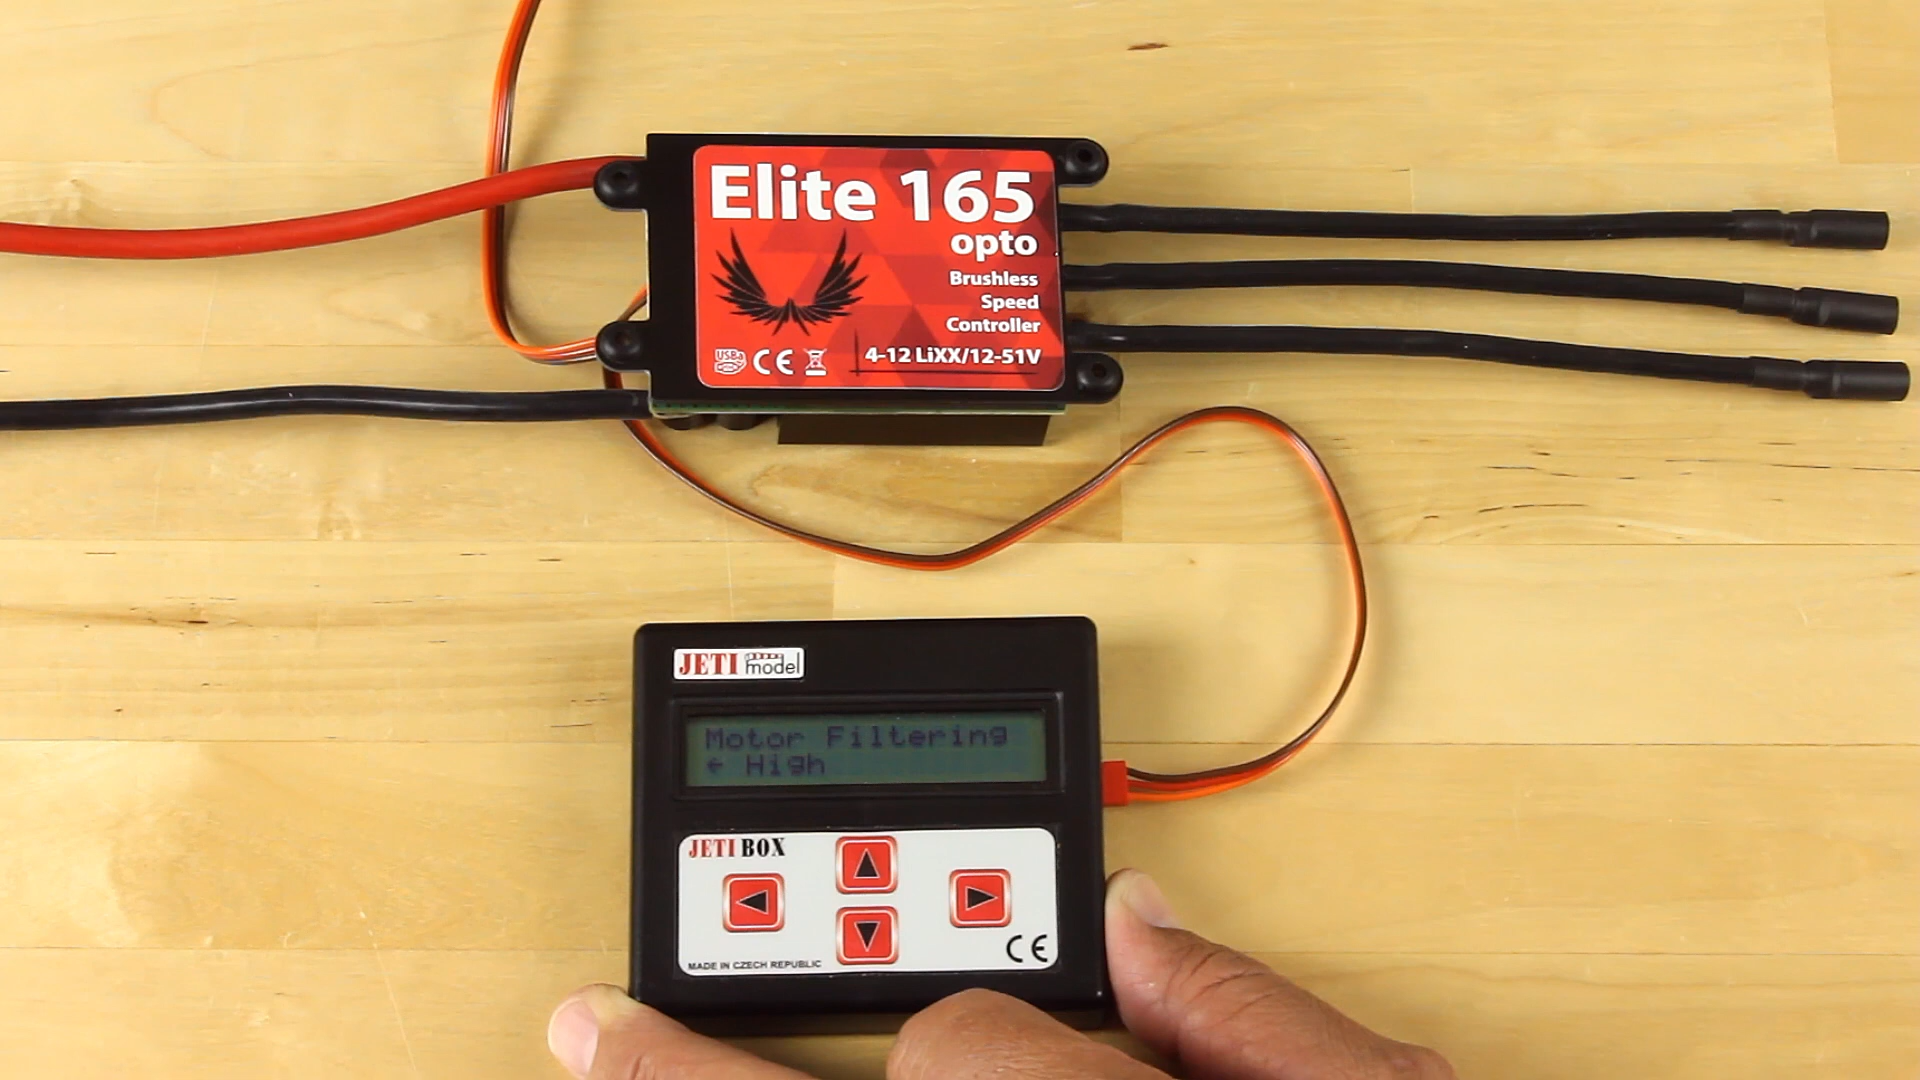 Elite 165
opto
Brushless
Speed
Controller
CE
4-12 LiXX/12-51V
JETI model
Motor Filtering
← High
JETI BOX
CE
MADE IN CZECH REPUBLIC